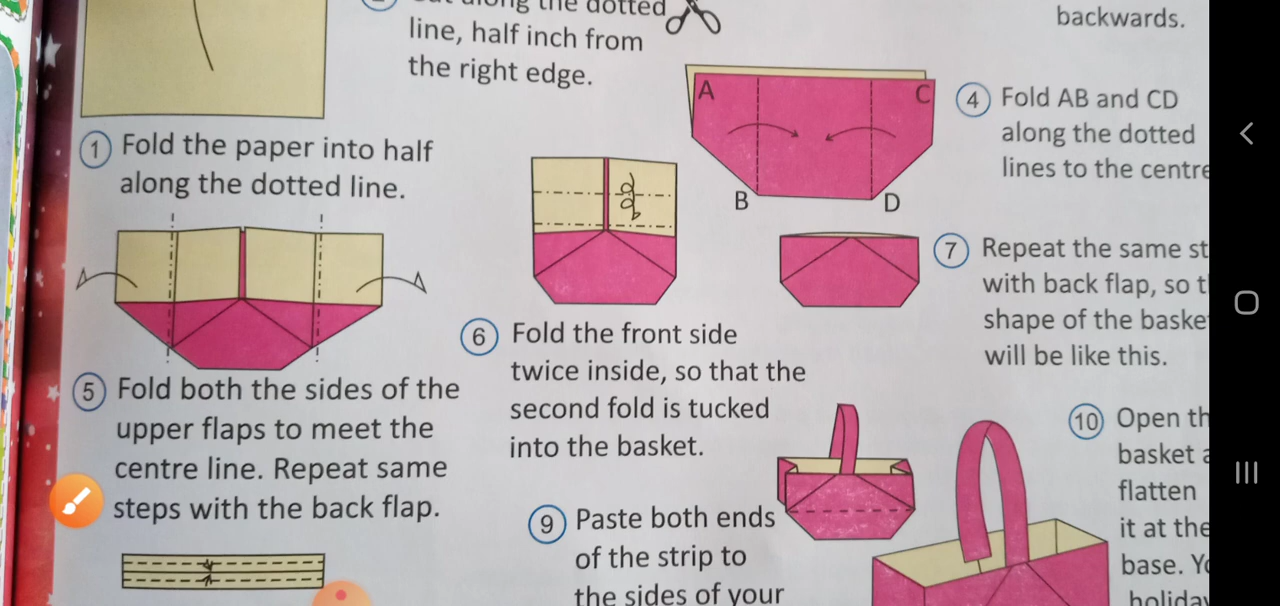 along the dotted
line, half inch from
the right edge.
backwards.
1 Fold the paper into half
along the dotted line.
A
C
B
D
4 Fold AB and CD
along the dotted
lines to the centre
5 Fold both the sides of the
upper flaps to meet the
centre line. Repeat same
steps with the back flap.
6 Fold the front side
twice inside, so that the
second fold is tucked
into the basket.
7 Repeat the same st
with back flap, so t
shape of the baske
will be like this.
9 Paste both ends
of the strip to
the sides of your
10 Open th
basket a
flatten
it at the
base. Yo
holiday